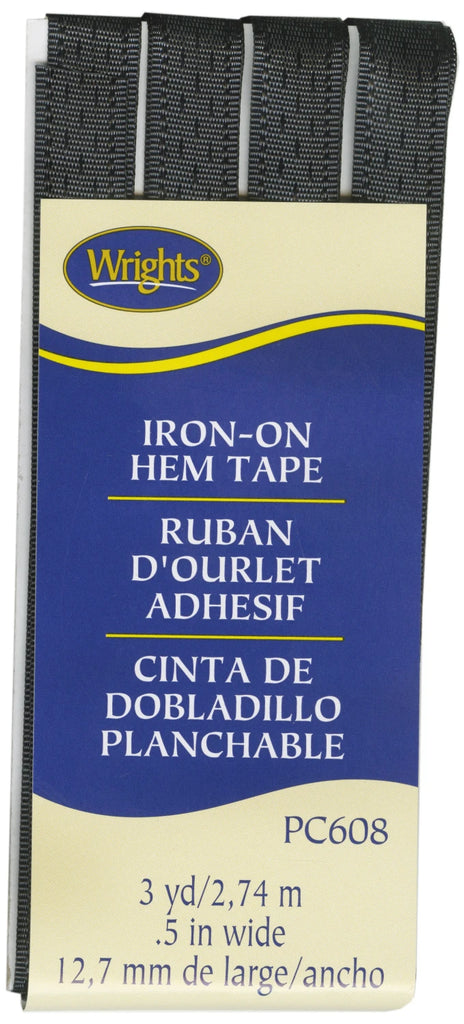 Wrights®
IRON-ON
HEM TAPE
RUBAN
D'OURLET
ADHESIF
CINTA DE
DOBLADILLO
PLANCHABLE
PC608
3 yd/2,74 m
.5 in wide
12,7 mm de large/ancho